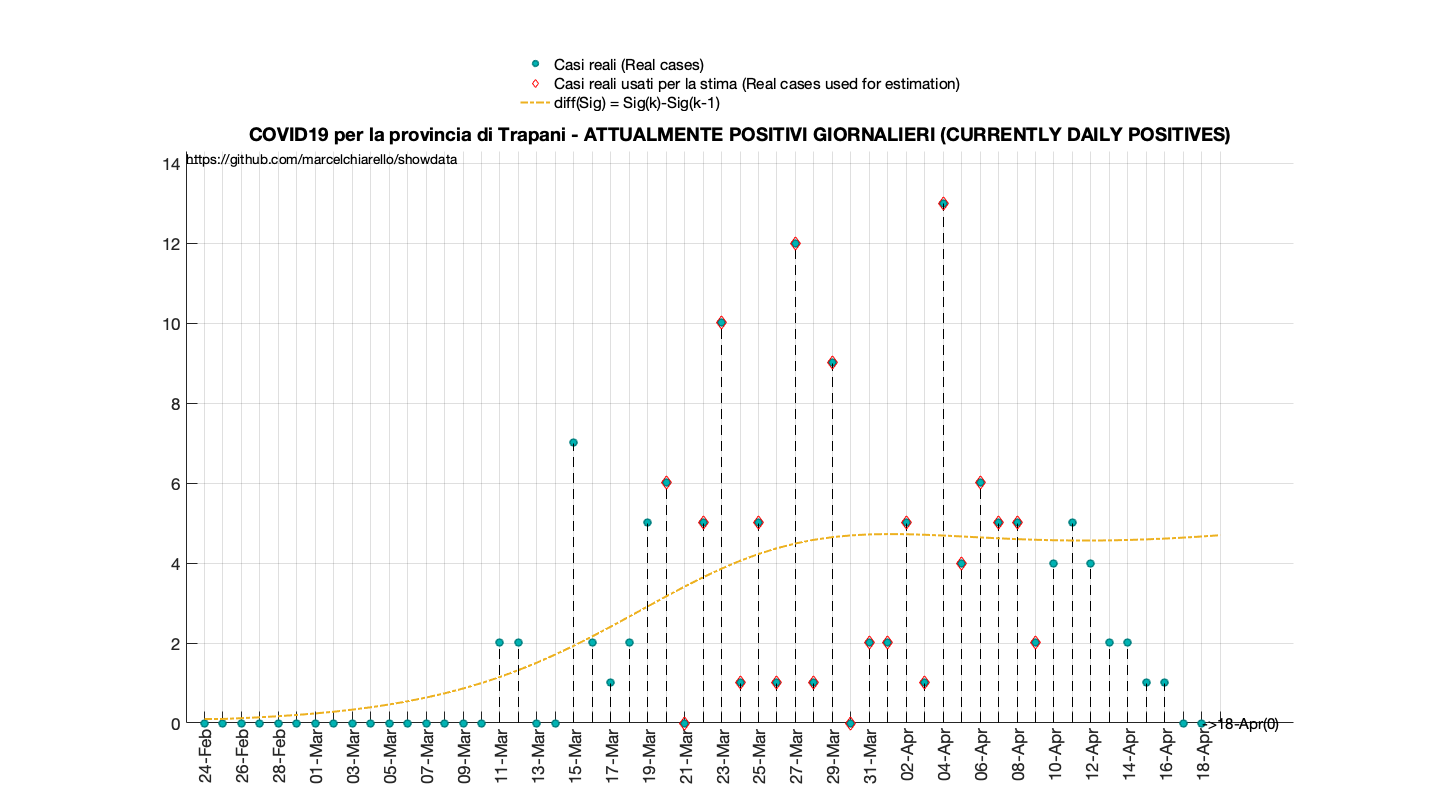 Casi reali (Real cases)
Casi reali usati per la stima (Real cases used for estimation)
diff(Sig) = Sig(k)-Sig(k-1)
COVID19 per la provincia di Trapani - ATTUALMENTE POSITIVI GIORNALIERI (CURRENTLY DAILY POSITIVES)
https://github.com/marcelchiarello/showdata
14
12
10
8
6
4
2
0
->18-Apr(0)
24-Feb
26-Feb
28-Feb
01-Mar
03-Mar
05-Mar
07-Mar
09-Mar
11-Mar
13-Mar
15-Mar
17-Mar
19-Mar
21-Mar
23-Mar
25-Mar
27-Mar
29-Mar
31-Mar
02-Apr
04-Apr
06-Apr
08-Apr
10-Apr
12-Apr
14-Apr
16-Apr
18-Apr